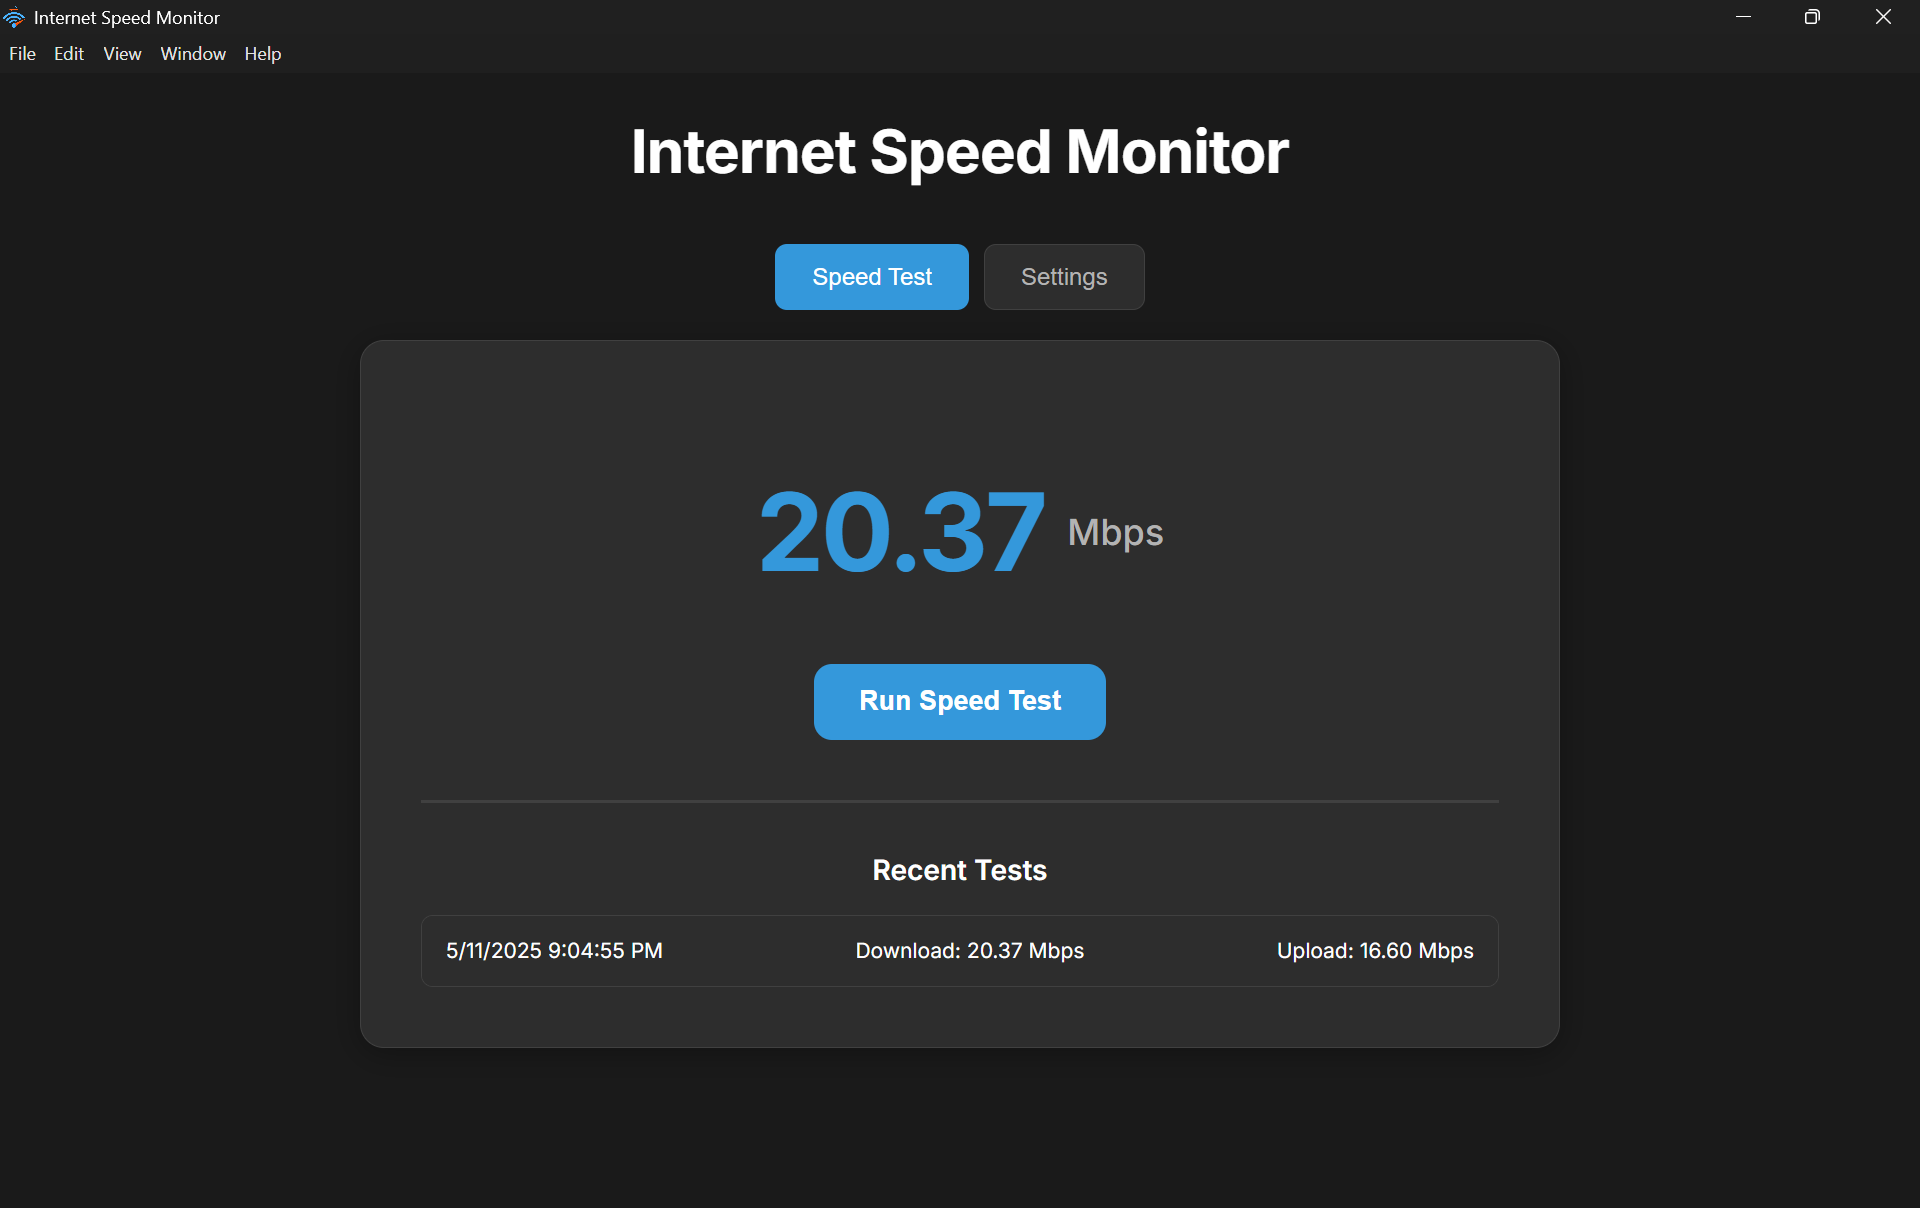 Internet Speed Monitor
File Edit View Window Help
Internet Speed Monitor
Speed Test Settings
20.37 Mbps
Run Speed Test
Recent Tests
5/11/2025 9:04:55 PM Download: 20.37 Mbps Upload: 16.60 Mbps